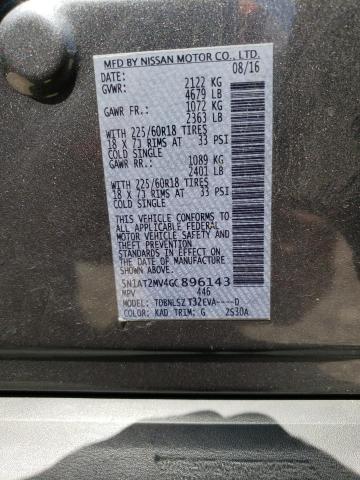 MFD BY NISSAN MOTOR CO., LTD.
DATE: 08/16
GVWR: 2122 KG
4679 LB
GAWR FR.: 1072 KG
2363 LB
WITH 225/60R18 TIRES
18 X 7J RIMS AT 33 PSI
COLD SINGLE
GAWR RR.: 1089 KG
2401 LB
WITH 225/60R18 TIRES
18 X 7J RIMS AT 33 PSI
COLD SINGLE
THIS VEHICLE CONFORMS TO
ALL APPLICABLE FEDERAL
MOTOR VEHICLE SAFETY
STANDARDS IN EFFECT ON
THE DATE OF MANUFACTURE
SHOWN ABOVE.
5N1AT2MV4GC896143
MPV 446
MODEL: TDBNLSZ T32EVA----D
COLOR: KAD TRIM: G 2S30A